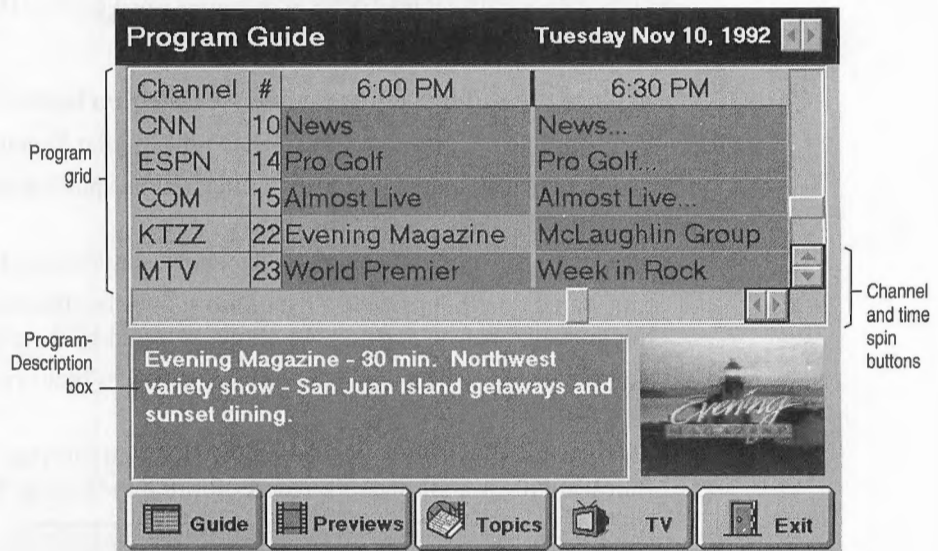 Program Guide Tuesday Nov 10, 1992
Channel # 6:00 PM 6:30 PM
CNN 10 News News...
ESPN 14 Pro Golf Pro Golf...
COM 15 Almost Live Almost Live...
KTZZ 22 Evening Magazine McLaughlin Group
MTV 23 World Premier Week in Rock
Program
grid
Channel
and time
spin
buttons
Program-
Description
box
Evening Magazine - 30 min. Northwest
variety show - San Juan Island getaways and
sunset dining.
Evening
Guide Previews Topics TV Exit